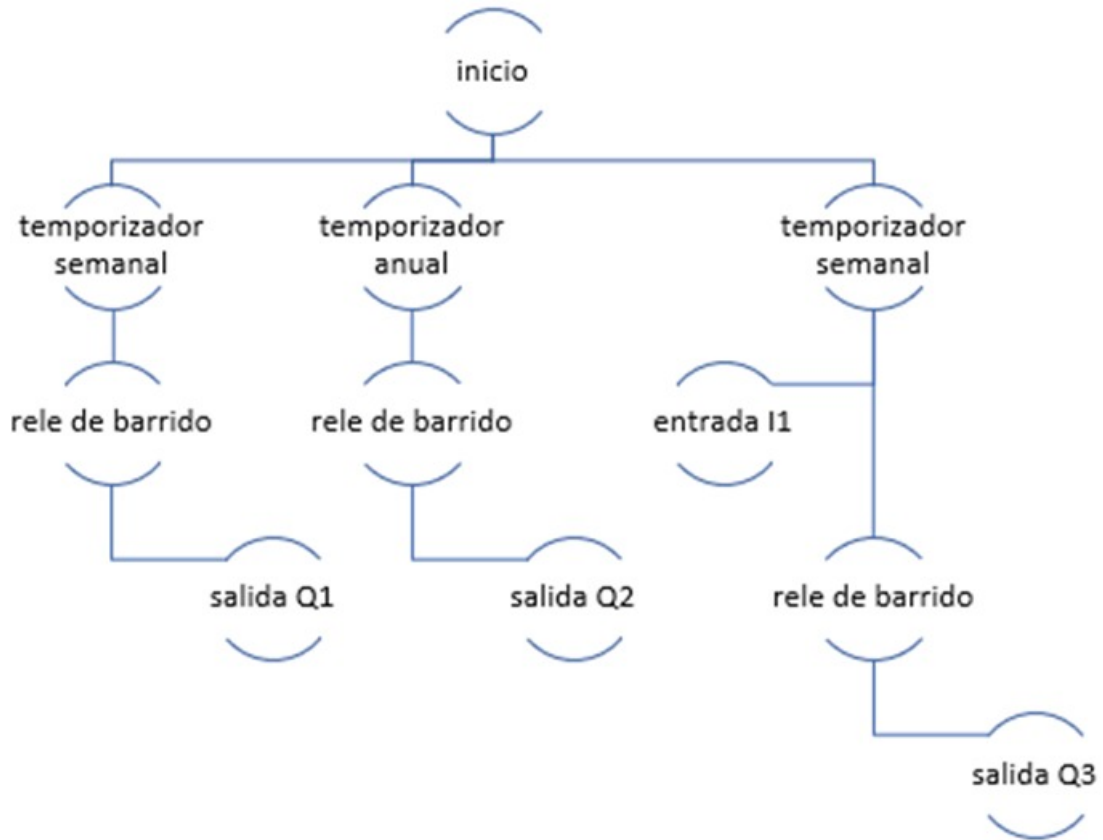 inicio
temporizador
semanal
temporizador
anual
temporizador
semanal
rele de barrido
rele de barrido
entrada I1
salida Q1
salida Q2
rele de barrido
salida Q3